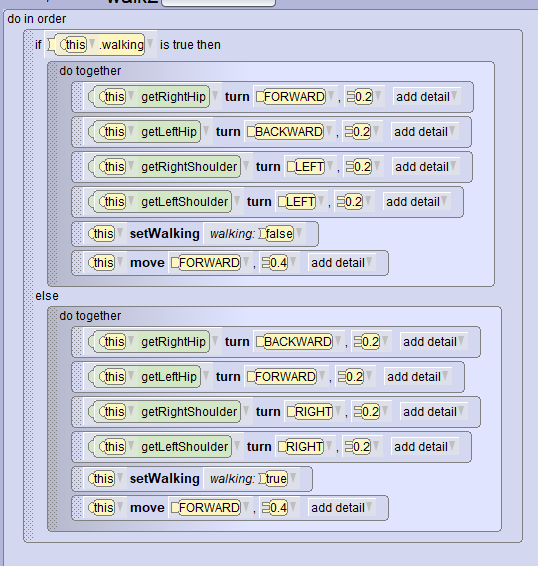 do in order
if this .walking is true then
do together
this getRightHip turn FORWARD , 0.2 add detail
this getLeftHip turn BACKWARD , 0.2 add detail
this getRightShoulder turn LEFT , 0.2 add detail
this getLeftShoulder turn LEFT , 0.2 add detail
this setWalking walking: false
this move FORWARD , 0.4 add detail
else
do together
this getRightHip turn BACKWARD , 0.2 add detail
this getLeftHip turn FORWARD , 0.2 add detail
this getRightShoulder turn RIGHT , 0.2 add detail
this getLeftShoulder turn RIGHT , 0.2 add detail
this setWalking walking: true
this move FORWARD , 0.4 add detail